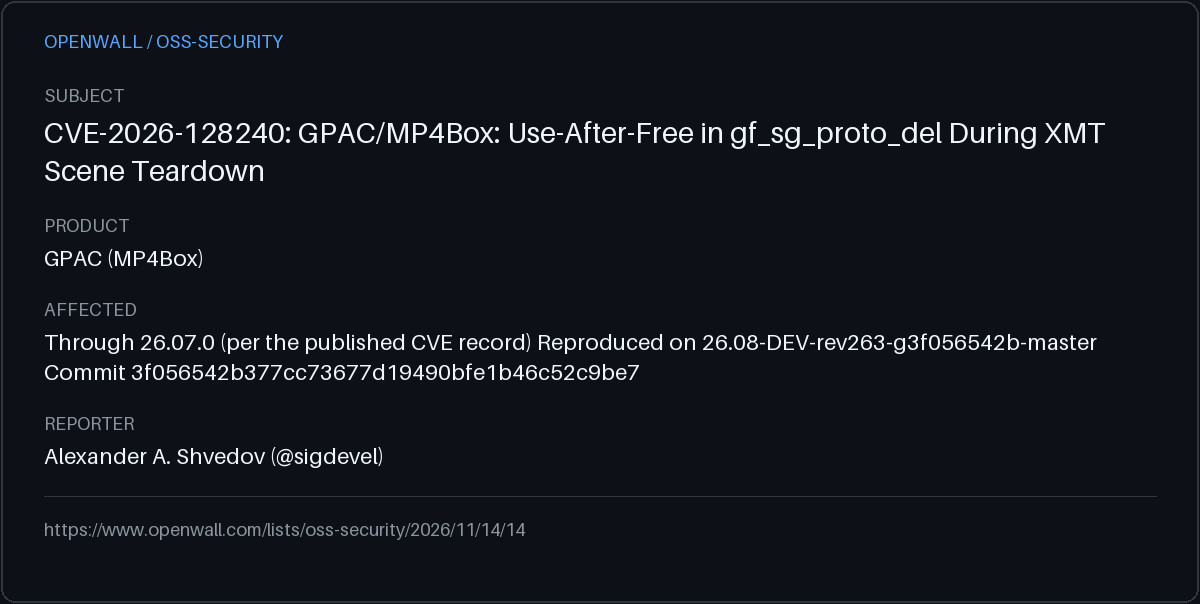 OPENWALL / OSS-SECURITY
SUBJECT
CVE-2026-128240: GPAC/MP4Box: Use-After-Free in gf_sg_proto_del During XMT
Scene Teardown
PRODUCT
GPAC (MP4Box)
AFFECTED
Through 26.07.0 (per the published CVE record) Reproduced on 26.08-DEV-rev263-g3f056542b-master
Commit 3f056542b377cc73677d19490bfe1b46c52c9be7
REPORTER
Alexander A. Shvedov (@sigdevel)
https://www.openwall.com/lists/oss-security/2026/11/14/14